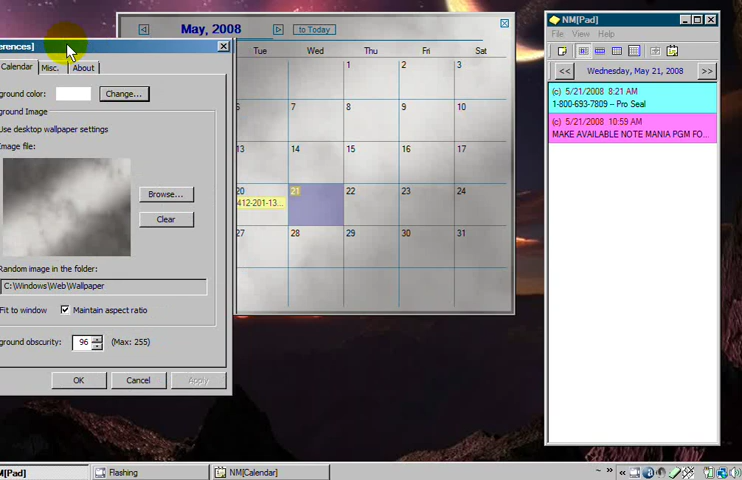 erences]
Calendar
Misc.
About
ground color:
Change...
ground Image
Use desktop wallpaper settings
Image file:
Browse...
Clear
Random image in the folder:
C:\Windows\Web\Wallpaper
Fit to window
Maintain aspect ratio
ground obscurity:
96
(Max: 255)
OK
Cancel
Apply
May, 2008
to Today
Tue Wed Thu Fri Sat
1 2 3
6 7 8 9 10
13 14 15 16 17
20 21 22 23 24
412-201-13...
27 28 29 30 31
NM[Pad]
File View Help
<< Wednesday, May 21, 2008 >>
(c) 5/21/2008 8:21 AM
1-800-693-7809 -- Pro Seal
(c) 5/21/2008 10:59 AM
MAKE AVAILABLE NOTE MANIA PGM FO...
M[Pad]
Flashing
NM[Calendar]
~ » «